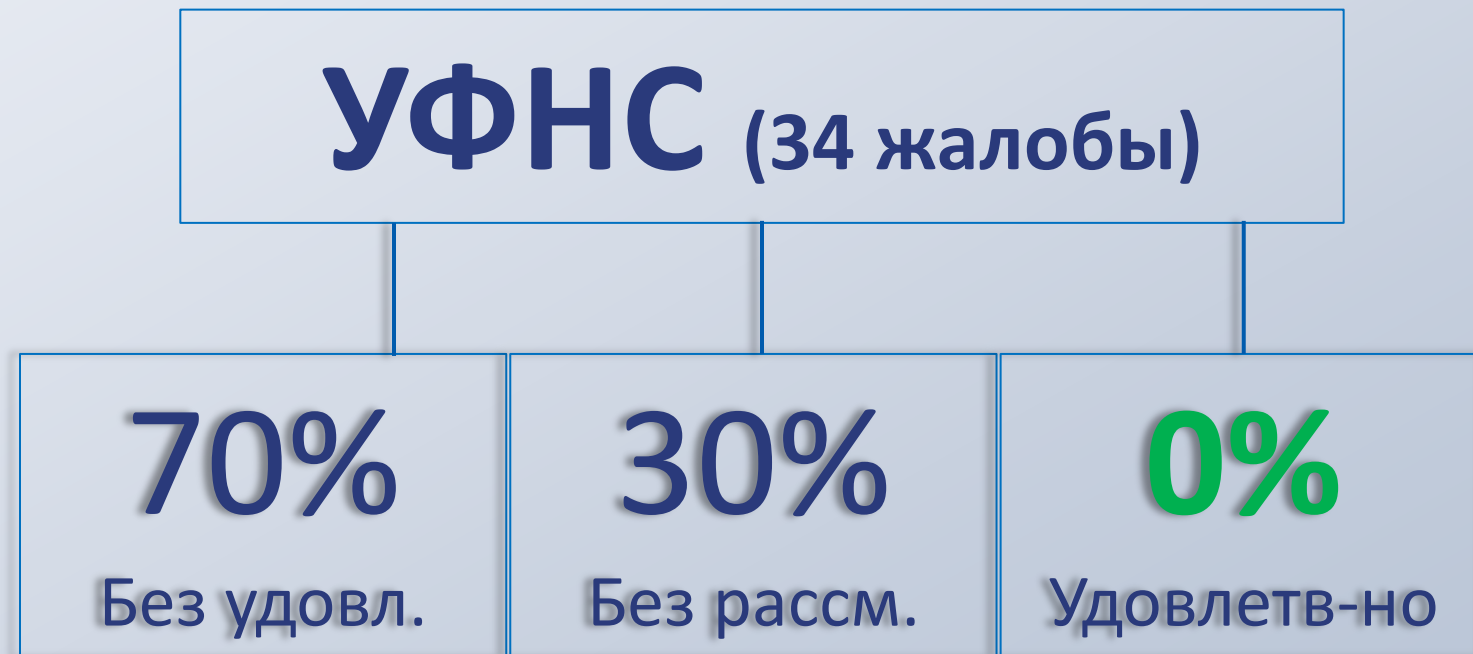 УФНС (34 жалобы)
70%
Без удовл.
30%
Без рассм.
0%
Удовлетв-но